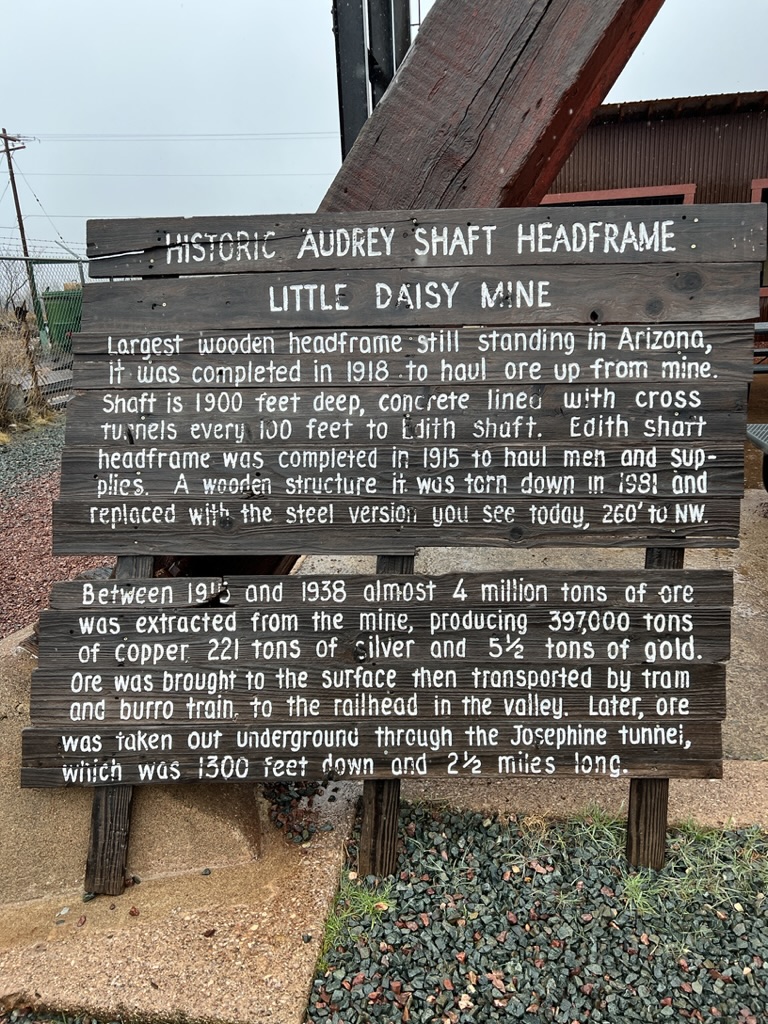 HISTORIC AUDREY SHAFT HEADFRAME
LITTLE DAISY MINE
Largest wooden headframe still standing in Arizona,
it was completed in 1918 to haul ore up from mine.
Shaft is 1900 feet deep, concrete lined with cross
tunnels every 100 feet to Edith Shaft. Edith shaft
headframe was completed in 1915 to haul men and sup-
plies. A wooden structure it was torn down in 1981 and
replaced with the steel version you see today, 260' to NW.
Between 1915 and 1938 almost 4 million tons of ore
was extracted from the mine, producing 397,000 tons
of copper 221 tons of silver and 5½ tons of gold.
Ore was brought to the surface then transported by tram
and burro train, to the railhead in the valley. Later, ore
was taken out underground through the Josephine tunnel,
which was 1300 feet down and 2½ miles long.